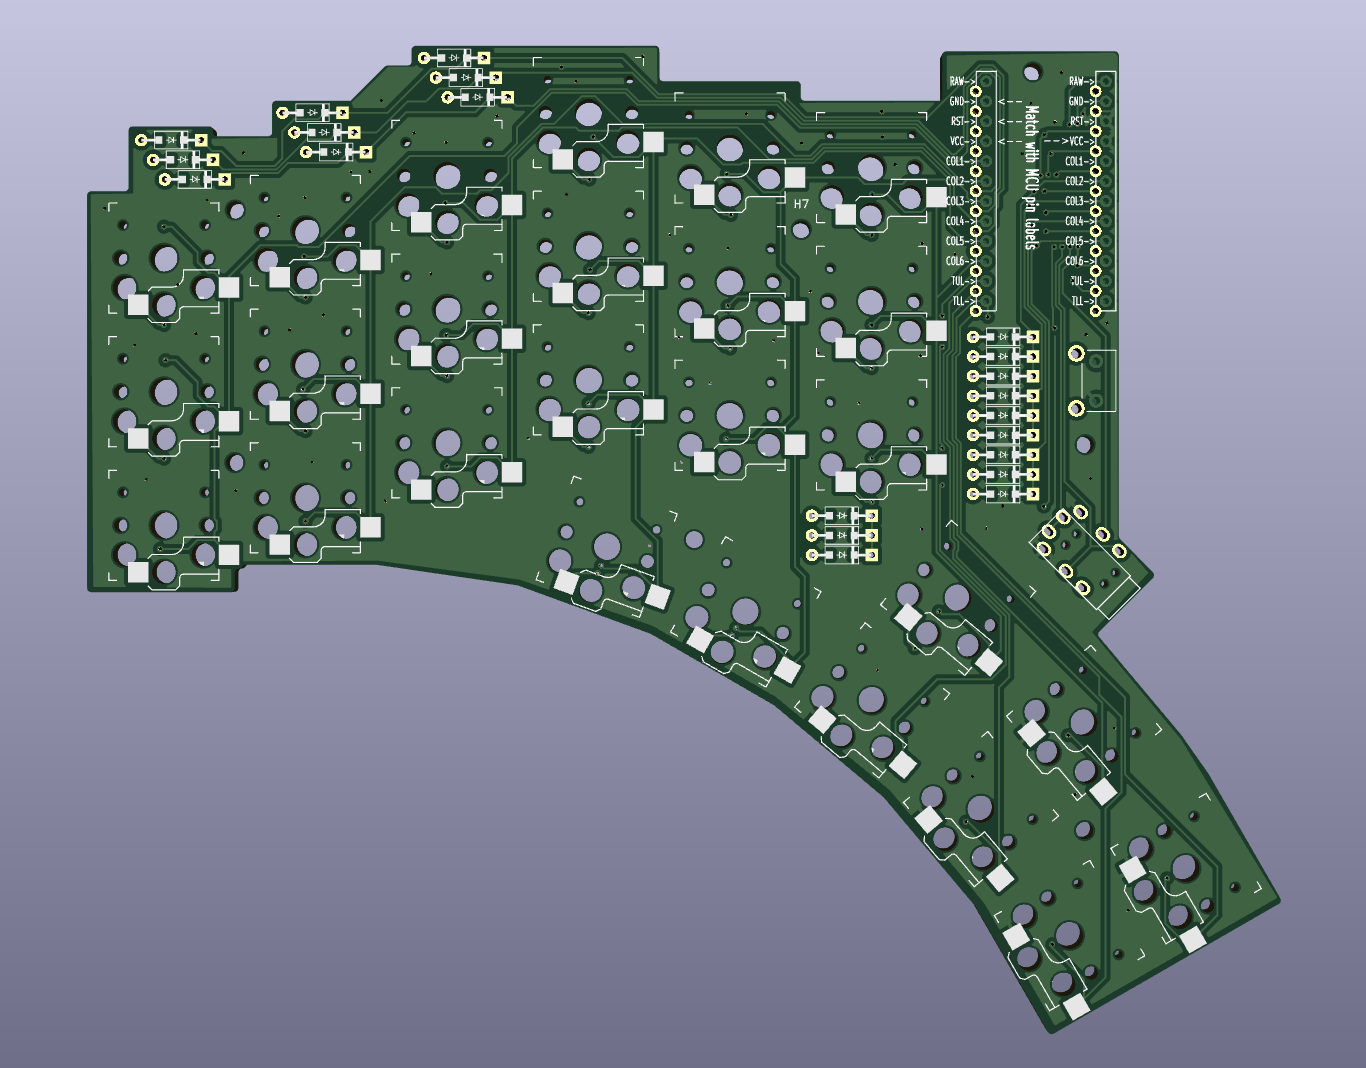 RAW
GND
RST
VCC
COL1
COL2
COL3
COL4
COL5
COL6
TUL
TLL
Match with MCU pin labels
RAW
GND
RST
VCC
COL1
COL2
COL3
COL4
COL5
COL6
TUL
TLL
H7